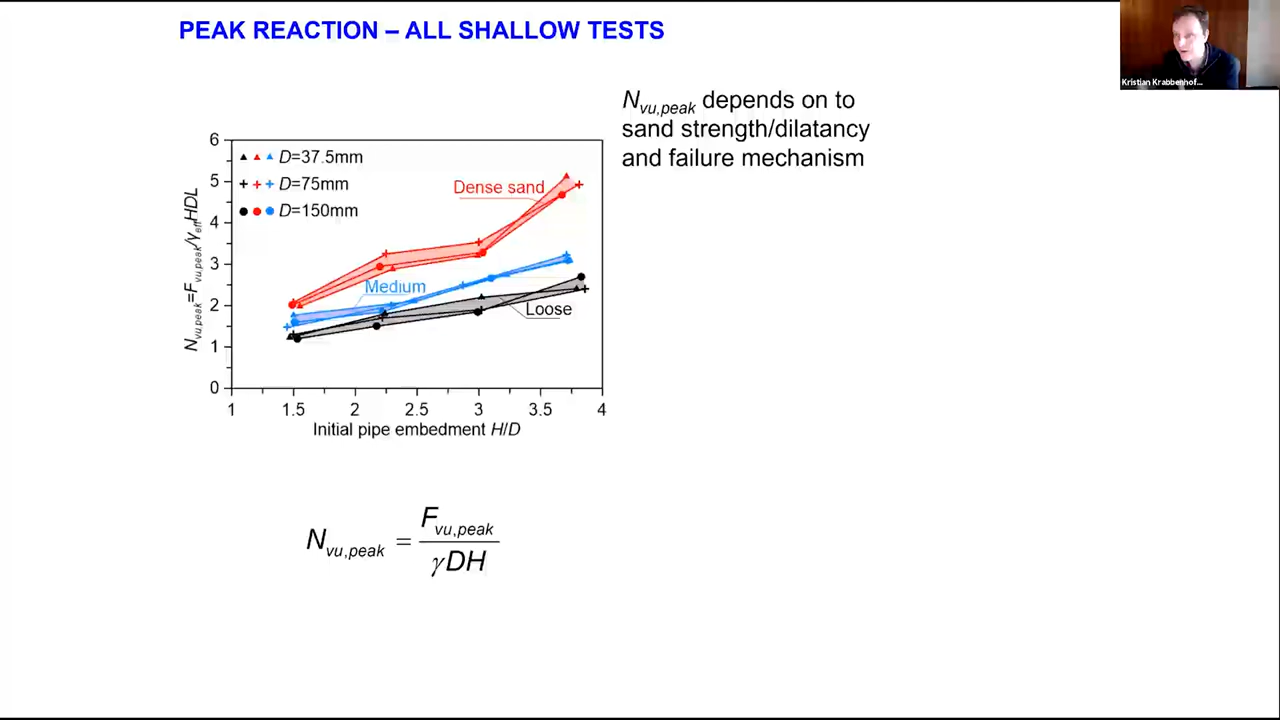 PEAK REACTION – ALL SHALLOW TESTS
Kristian Krabbenhof...
N_vu,peak depends on to
sand strength/dilatancy
and failure mechanism
6
5
4
3
2
1
0
N_vu,peak=F_vu,peak/γ_eff HDL
D=37.5mm
D=75mm
D=150mm
Dense sand
Medium
Loose
1 1.5 2 2.5 3 3.5 4
Initial pipe embedment H/D
N_vu,peak = F_vu,peak
γDH